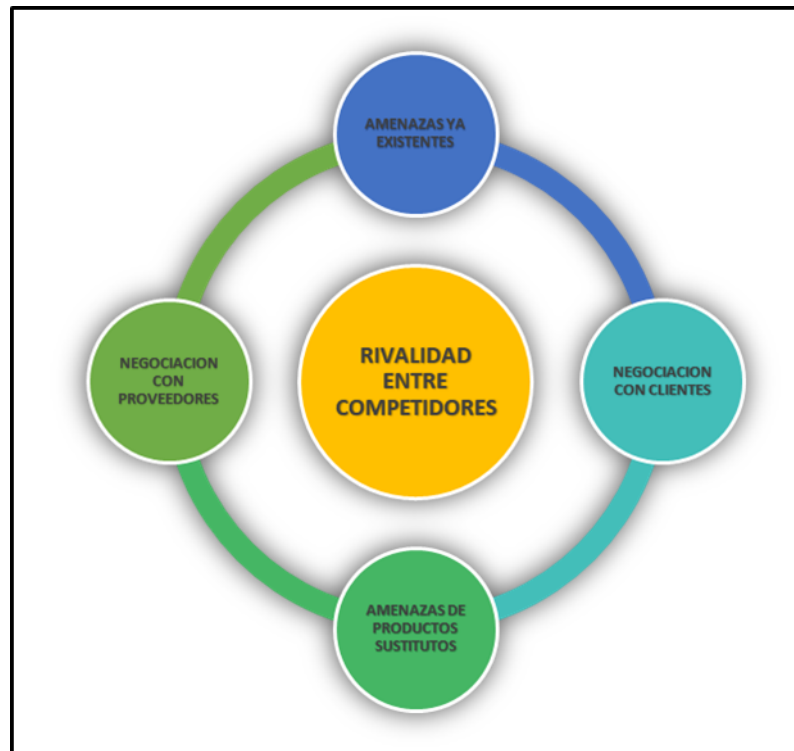 AMENAZAS YA
EXISTENTES
NEGOCIACION
CON
PROVEEDORES
RIVALIDAD
ENTRE
COMPETIDORES
NEGOCIACION
CON CLIENTES
AMENAZAS DE
PRODUCTOS
SUSTITUTOS